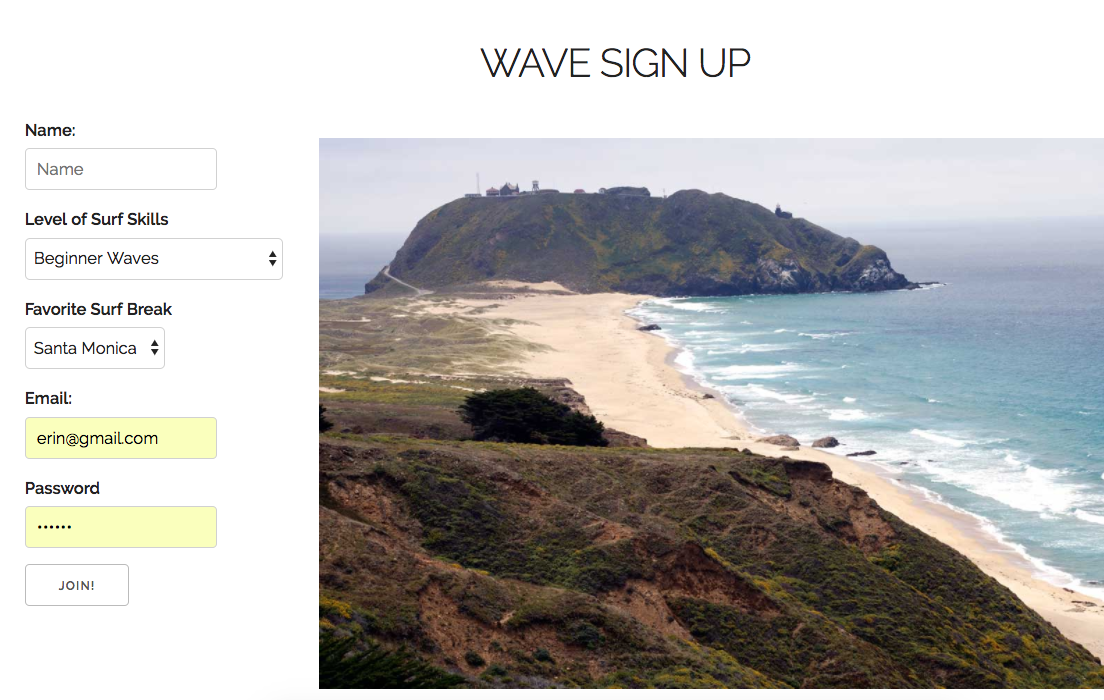 WAVE SIGN UP
Name:
Name
Level of Surf Skills
Beginner Waves
Favorite Surf Break
Santa Monica
Email:
erin@gmail.com
Password
••••••
JOIN!